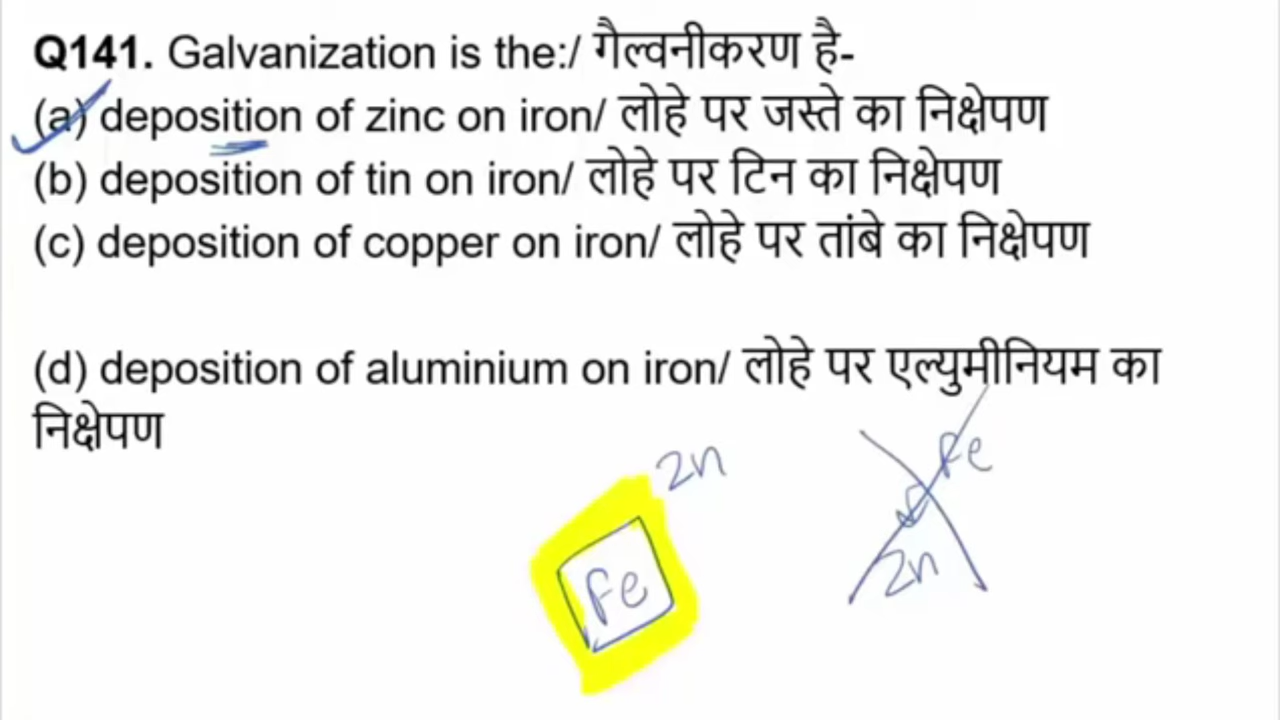 Q141. Galvanization is the:/ गैल्वनीकरण है-
(a) deposition of zinc on iron/ लोहे पर जस्ते का निक्षेपण
(b) deposition of tin on iron/ लोहे पर टिन का निक्षेपण
(c) deposition of copper on iron/ लोहे पर तांबे का निक्षेपण
(d) deposition of aluminium on iron/ लोहे पर एल्युमीनियम का
निक्षेपण
Zn
Fe
Fe
Zn